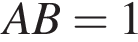 AB = 1